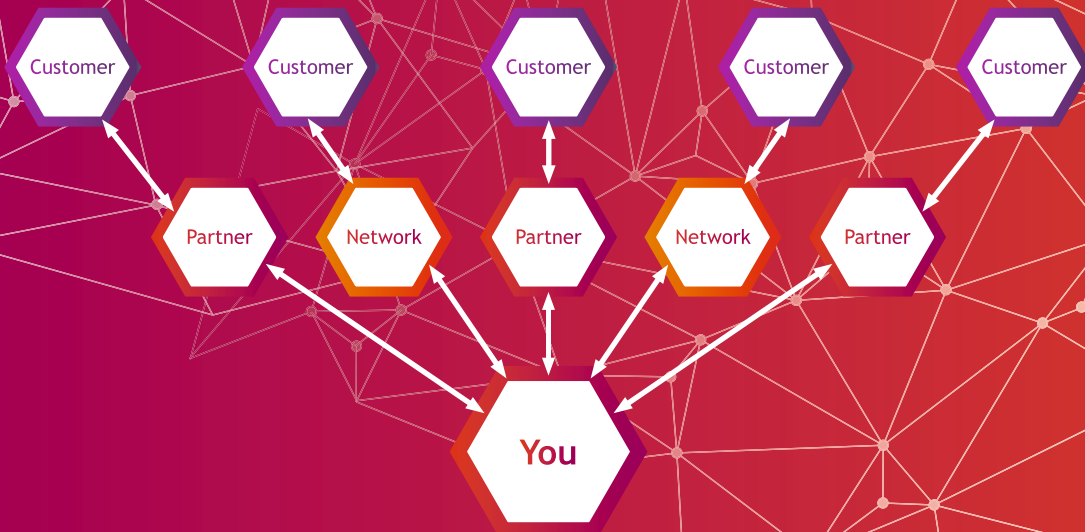 Customer
Customer
Customer
Customer
Customer
Partner
Network
Partner
Network
Partner
You